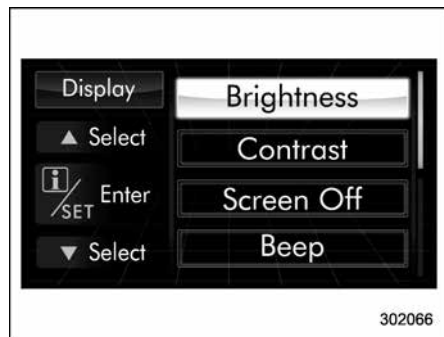 Display
Brightness
▲ Select
Contrast
i/SET Enter
Screen Off
▼ Select
Beep
302066